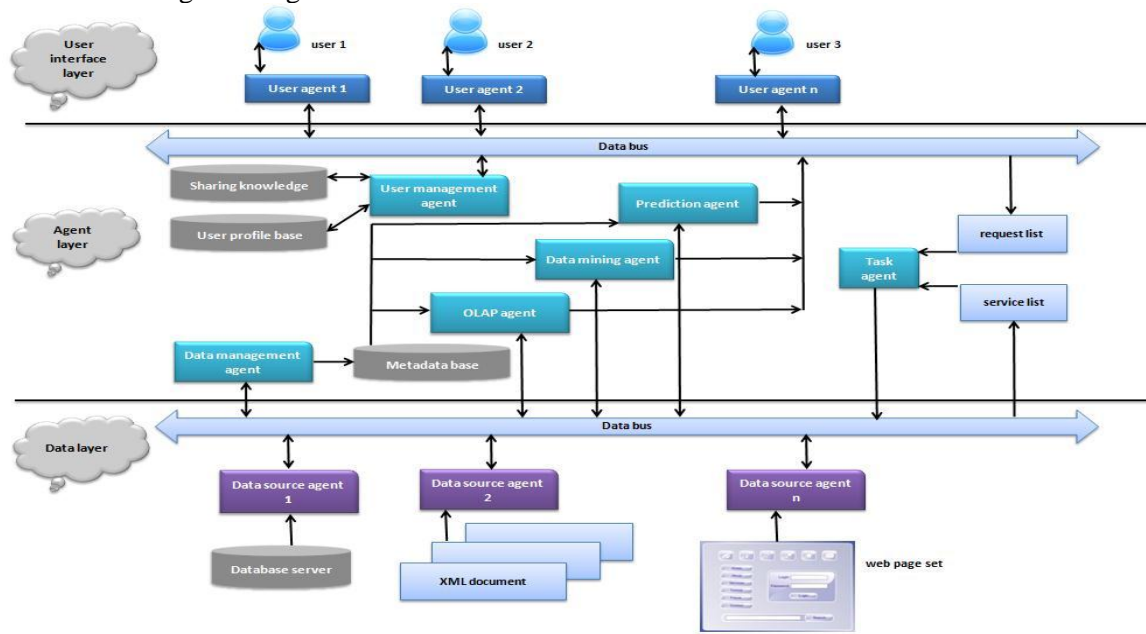 User
interface
layer
user 1
user 2
user 3
User agent 1
User agent 2
User agent n
Data bus
Sharing knowledge
User management
agent
User profile base
Prediction agent
Agent
layer
request list
Data mining agent
Task
agent
service list
OLAP agent
Data management
agent
Metadata base
Data layer
Data bus
Data source agent
1
Data source agent
2
Data source agent
n
Database server
XML document
web page set